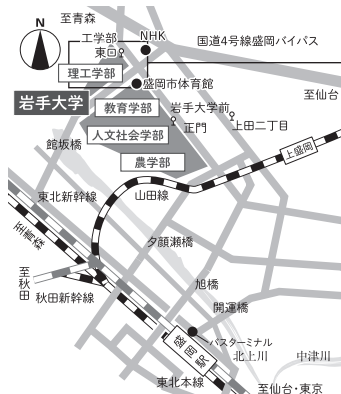 N
至青森
工学部
東口
NHK
国道4号線盛岡バイパス
理工学部
盛岡市体育館
至仙台
岩手大学
教育学部
岩手大学前
人文社会学部
正門
上田二丁目
館坂橋
農学部
上盛岡
東北新幹線
山田線
至青森
夕顔瀬橋
至秋田
旭橋
秋田新幹線
開運橋
バスターミナル
盛岡駅
北上川
中津川
東北本線
至仙台・東京